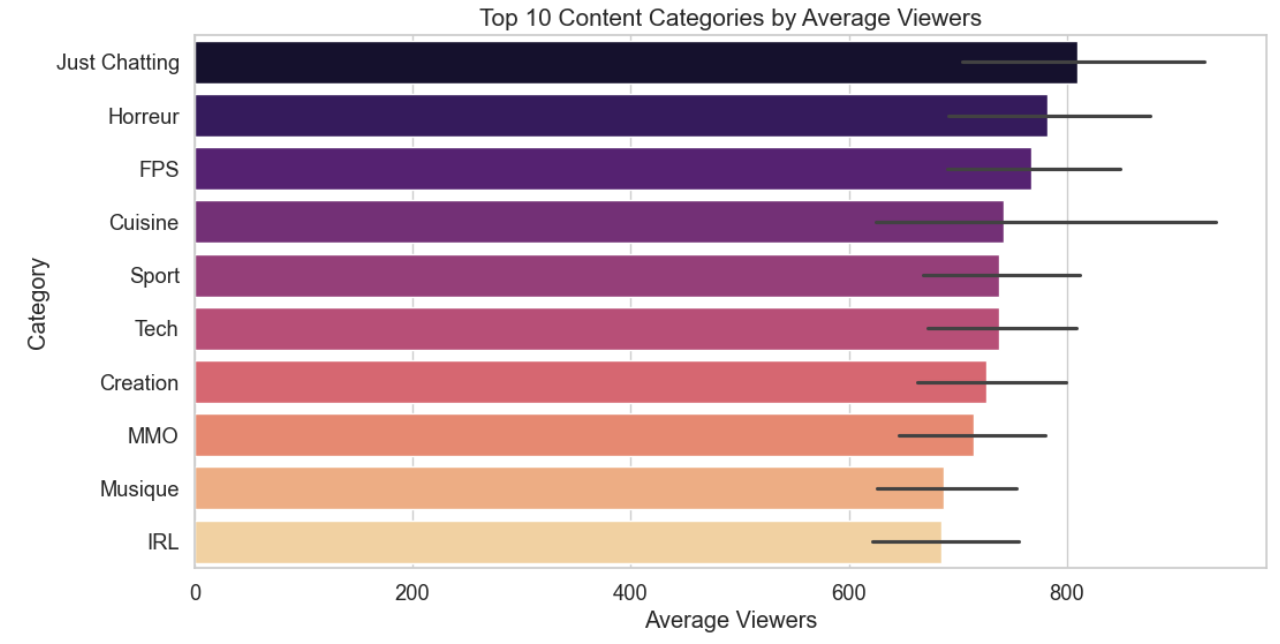 Top 10 Content Categories by Average Viewers
Category
Just Chatting
Horreur
FPS
Cuisine
Sport
Tech
Creation
MMO
Musique
IRL
0 200 400 600 800
Average Viewers